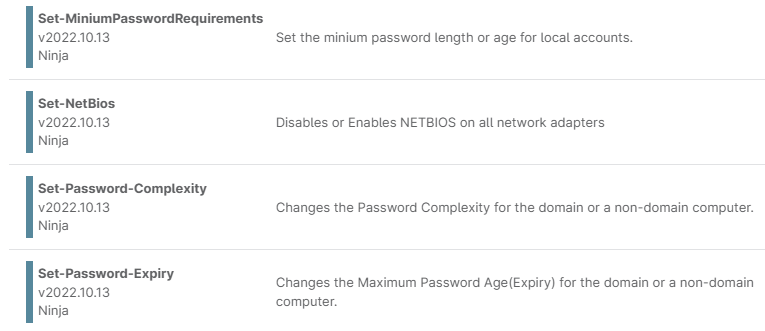 Set-MiniumPasswordRequirements
v2022.10.13
Ninja
Set the minium password length or age for local accounts.
Set-NetBios
v2022.10.13
Ninja
Disables or Enables NETBIOS on all network adapters
Set-Password-Complexity
v2022.10.13
Ninja
Changes the Password Complexity for the domain or a non-domain computer.
Set-Password-Expiry
v2022.10.13
Ninja
Changes the Maximum Password Age(Expiry) for the domain or a non-domain
computer.